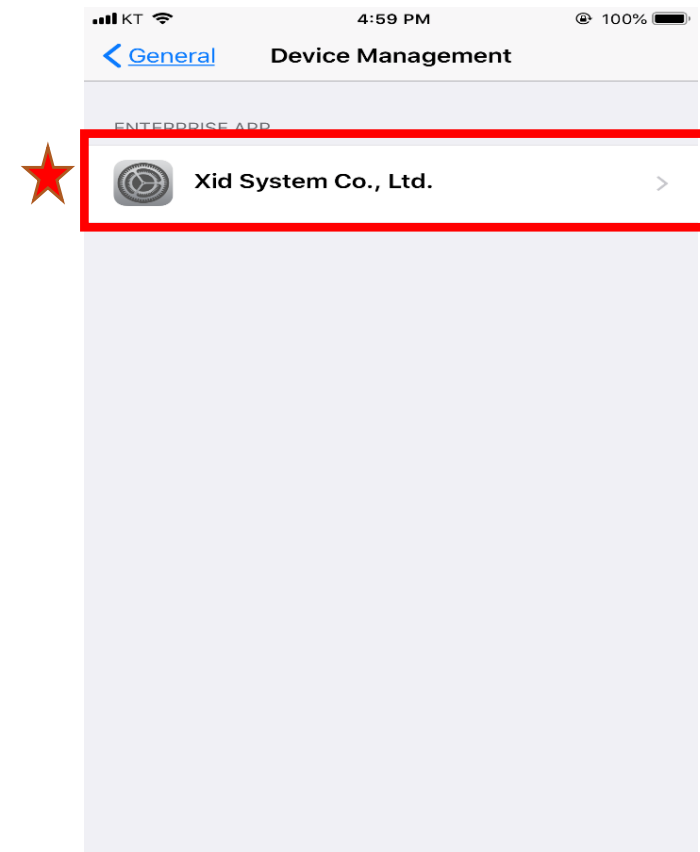 KT 4:59 PM 100%
General Device Management
ENTERPRISE APP
Xid System Co., Ltd.